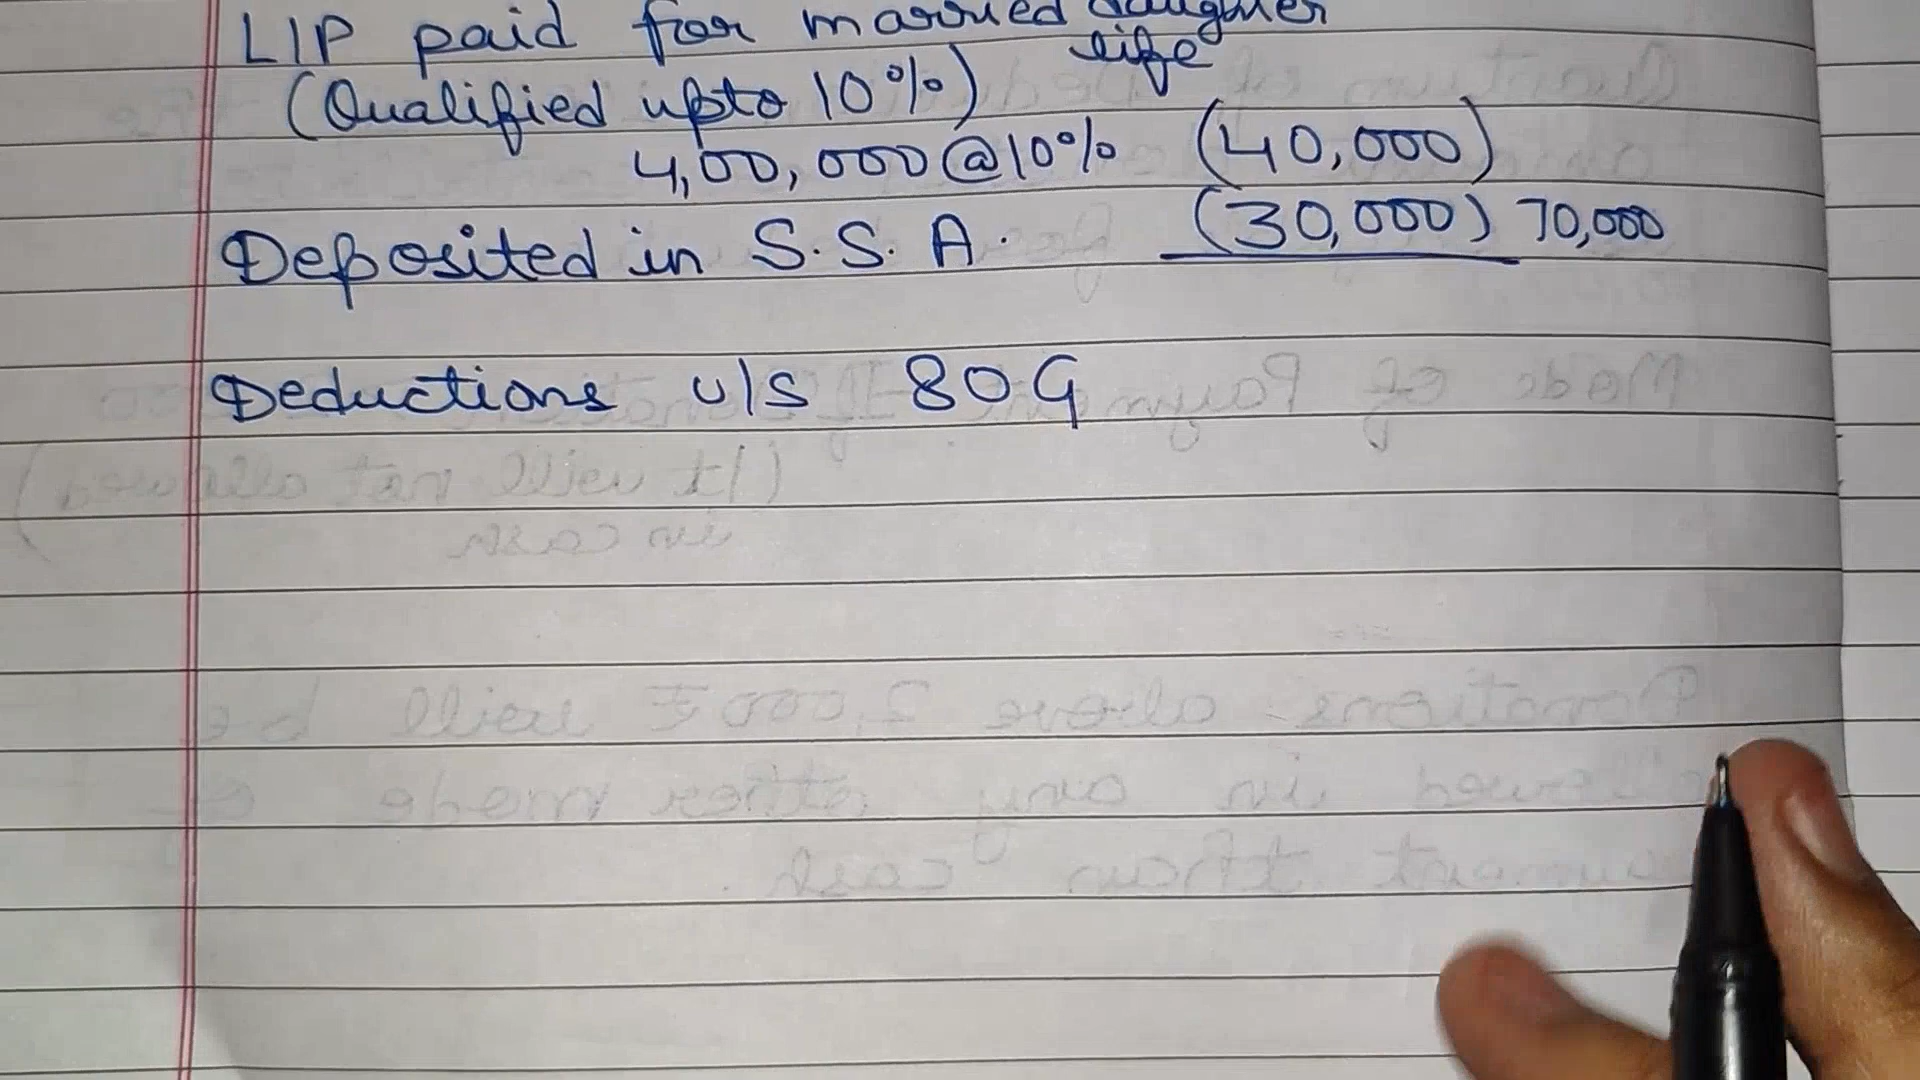 LIP paid for married daughter
life
(Qualified upto 10%)
4,00,000@10% (40,000)
Deposited in S.S.A. (30,000) 70,000
Deductions u/s 80G